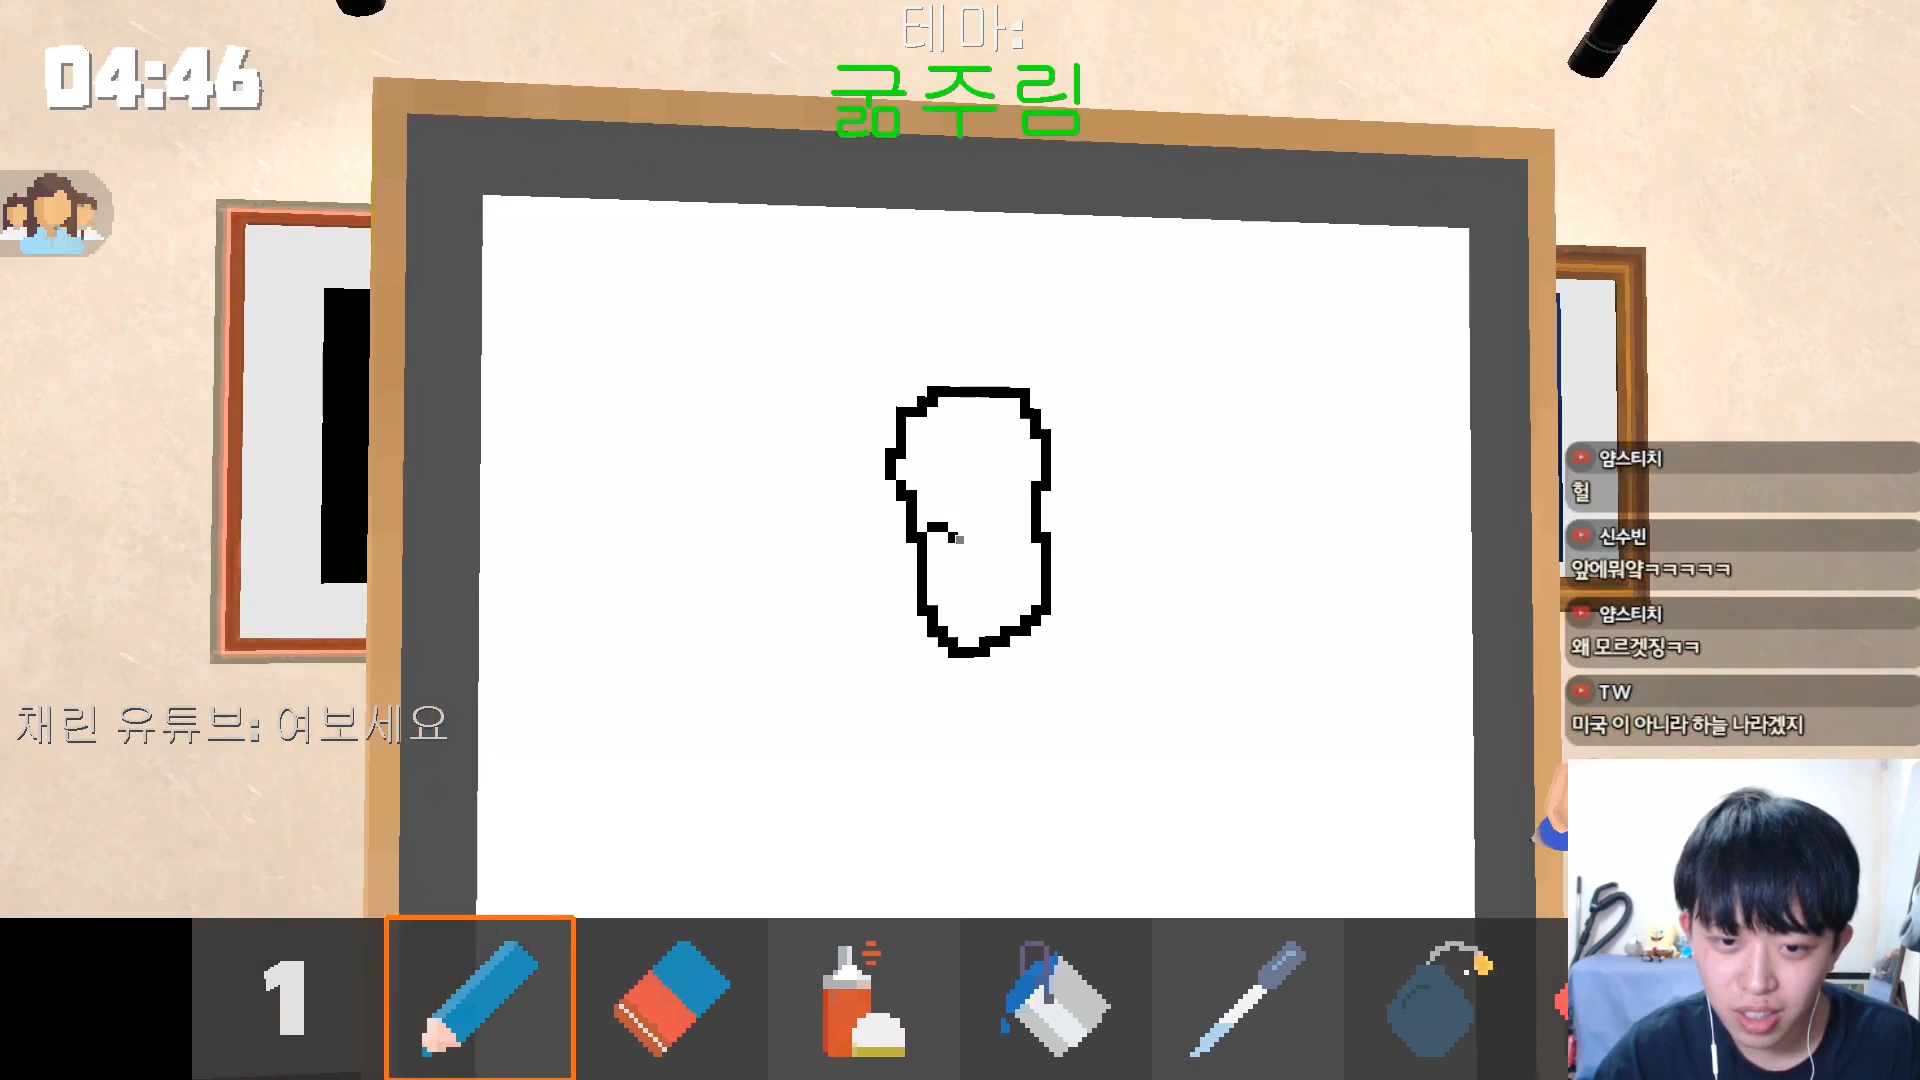 테마:
굶주림
04:46
얌스티치
헐
신수빈
앞에뭐얔ㅋㅋㅋㅋㅋ
얌스티치
왜 모르겟징ㅋㅋ
TW
미국 이 아니라 하늘 나라겠지
채린 유튜브: 여보세요
1